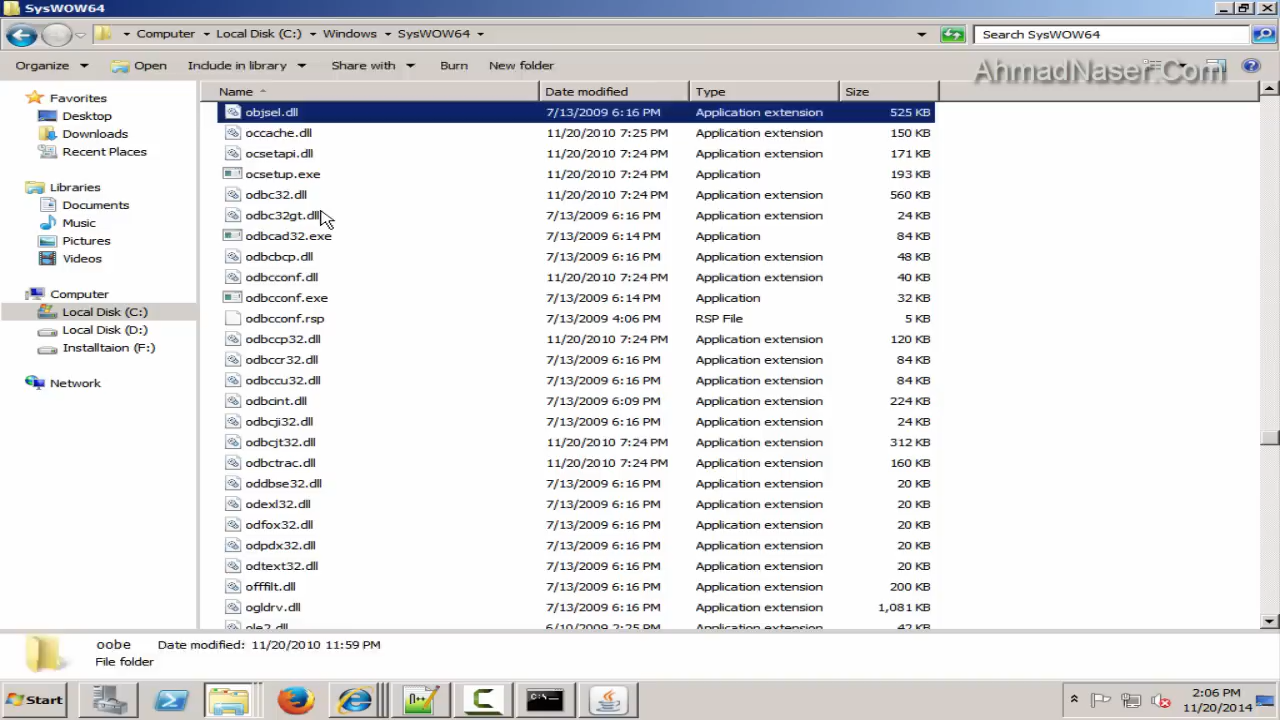 SysWOW64
Computer Local Disk (C:) Windows SysWOW64
Search SysWOW64
Organize Open Include in library Share with Burn New folder
AhmadNaser.Com
Name Date modified Type Size
Favorites
Desktop
Downloads
Recent Places
Libraries
Documents
Music
Pictures
Videos
Computer
Local Disk (C:)
Local Disk (D:)
Installtaion (F:)
Network
objsel.dll 7/13/2009 6:16 PM Application extension 525 KB
occache.dll 11/20/2010 7:25 PM Application extension 150 KB
ocsetapi.dll 11/20/2010 7:24 PM Application extension 171 KB
ocsetup.exe 11/20/2010 7:24 PM Application 193 KB
odbc32.dll 11/20/2010 7:24 PM Application extension 560 KB
odbc32gt.dll 7/13/2009 6:16 PM Application extension 24 KB
odbcad32.exe 7/13/2009 6:14 PM Application 84 KB
odbcbcp.dll 7/13/2009 6:16 PM Application extension 48 KB
odbcconf.dll 11/20/2010 7:24 PM Application extension 40 KB
odbcconf.exe 7/13/2009 6:14 PM Application 32 KB
odbcconf.rsp 7/13/2009 4:06 PM RSP File 5 KB
odbccp32.dll 11/20/2010 7:24 PM Application extension 120 KB
odbccr32.dll 7/13/2009 6:16 PM Application extension 84 KB
odbccu32.dll 7/13/2009 6:16 PM Application extension 84 KB
odbcint.dll 7/13/2009 6:09 PM Application extension 224 KB
odbcji32.dll 7/13/2009 6:16 PM Application extension 24 KB
odbcjt32.dll 11/20/2010 7:24 PM Application extension 312 KB
odbctrac.dll 11/20/2010 7:24 PM Application extension 160 KB
oddbse32.dll 7/13/2009 6:16 PM Application extension 20 KB
odexl32.dll 7/13/2009 6:16 PM Application extension 20 KB
odfox32.dll 7/13/2009 6:16 PM Application extension 20 KB
odpdx32.dll 7/13/2009 6:16 PM Application extension 20 KB
odtext32.dll 7/13/2009 6:16 PM Application extension 20 KB
offfilt.dll 7/13/2009 6:16 PM Application extension 200 KB
ogldrv.dll 7/13/2009 6:16 PM Application extension 1,081 KB
ole2.dll 6/10/2009 2:25 PM Application extension 42 KB
oobe Date modified: 11/20/2010 11:59 PM
File folder
Start
2:06 PM
11/20/2014